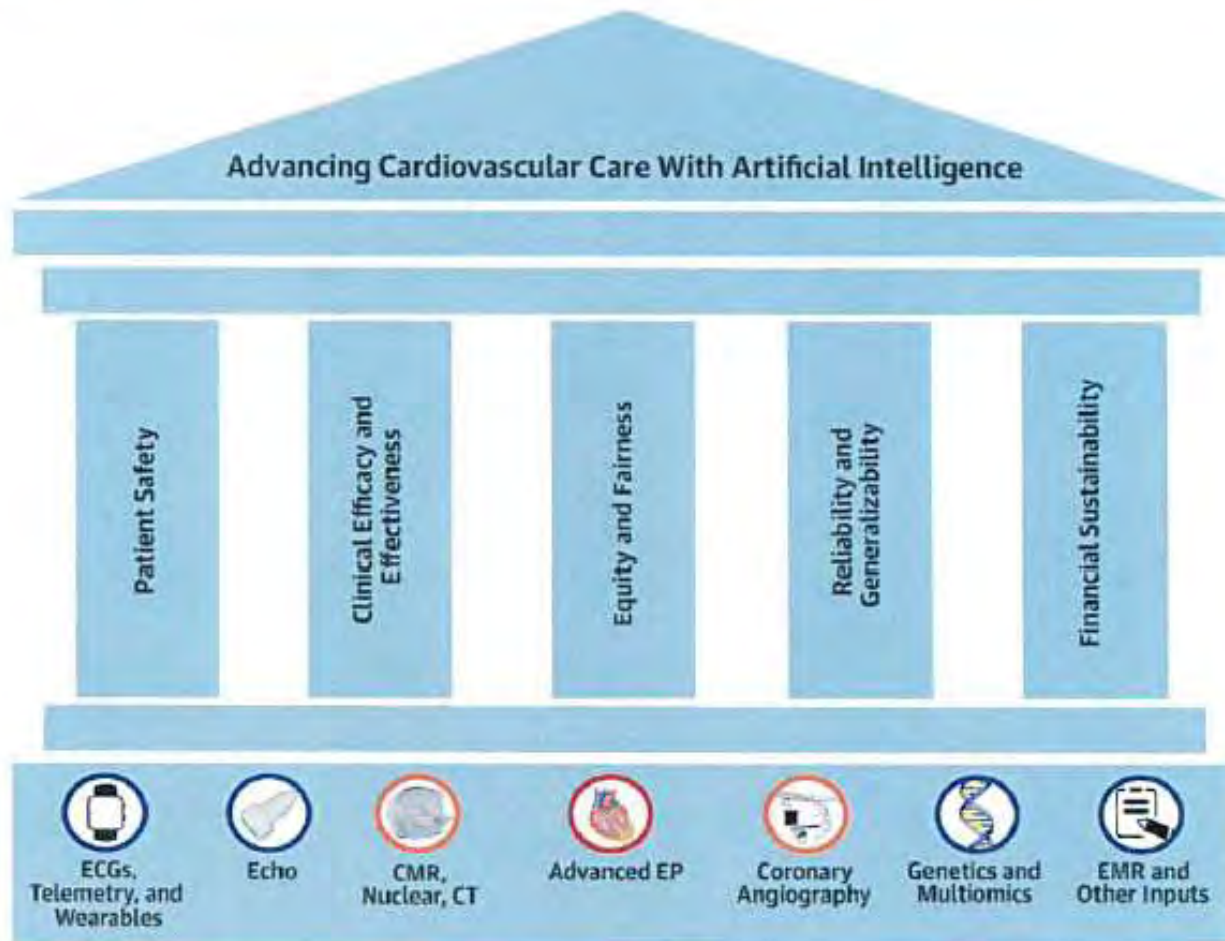 Advancing Cardiovascular Care With Artificial Intelligence
Patient Safety
Clinical Efficacy and
Effectiveness
Equity and Fairness
Reliability and
Generalizability
Financial Sustainability
ECGs,
Telemetry, and
Wearables
Echo
CMR,
Nuclear, CT
Advanced EP
Coronary
Angiography
Genetics and
Multiomics
EMR and
Other Inputs